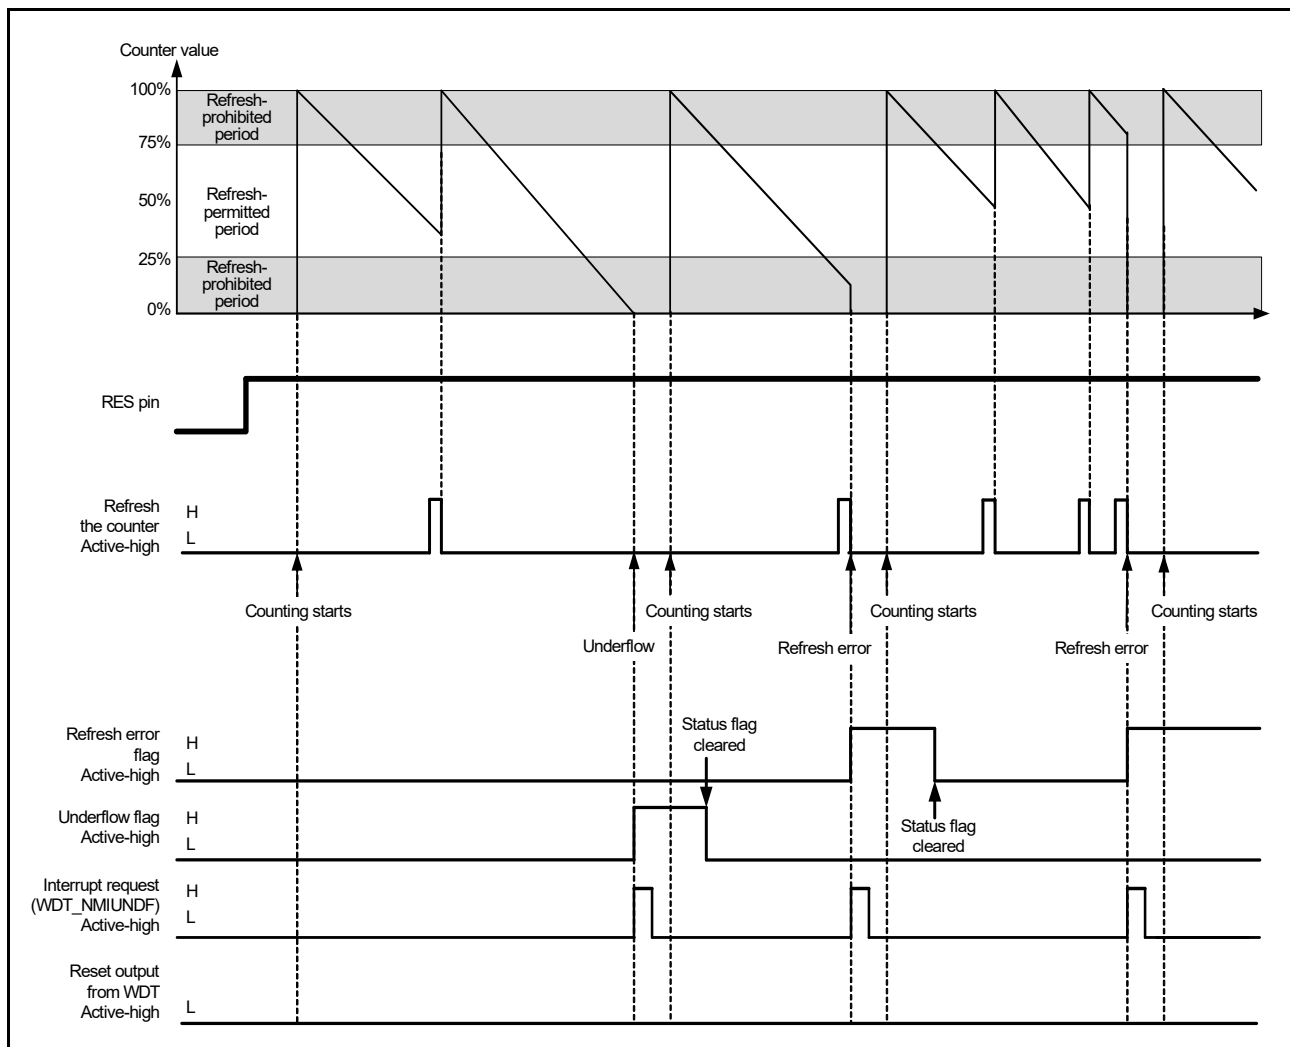 Counter value
100%
Refresh-
prohibited
period
75%
50%
Refresh-
permitted
period
25%
Refresh-
prohibited
period
0%
RES pin
Refresh
the counter
Active-high
H
L
Counting starts
Counting starts
Counting starts
Counting starts
Underflow
Refresh error
Refresh error
Refresh error
flag
Active-high
H
L
Status flag
cleared
Underflow flag
Active-high
H
L
Status flag
cleared
Interrupt request
(WDT_NMIUNDF)
Active-high
H
L
Reset output
from WDT
Active-high
L